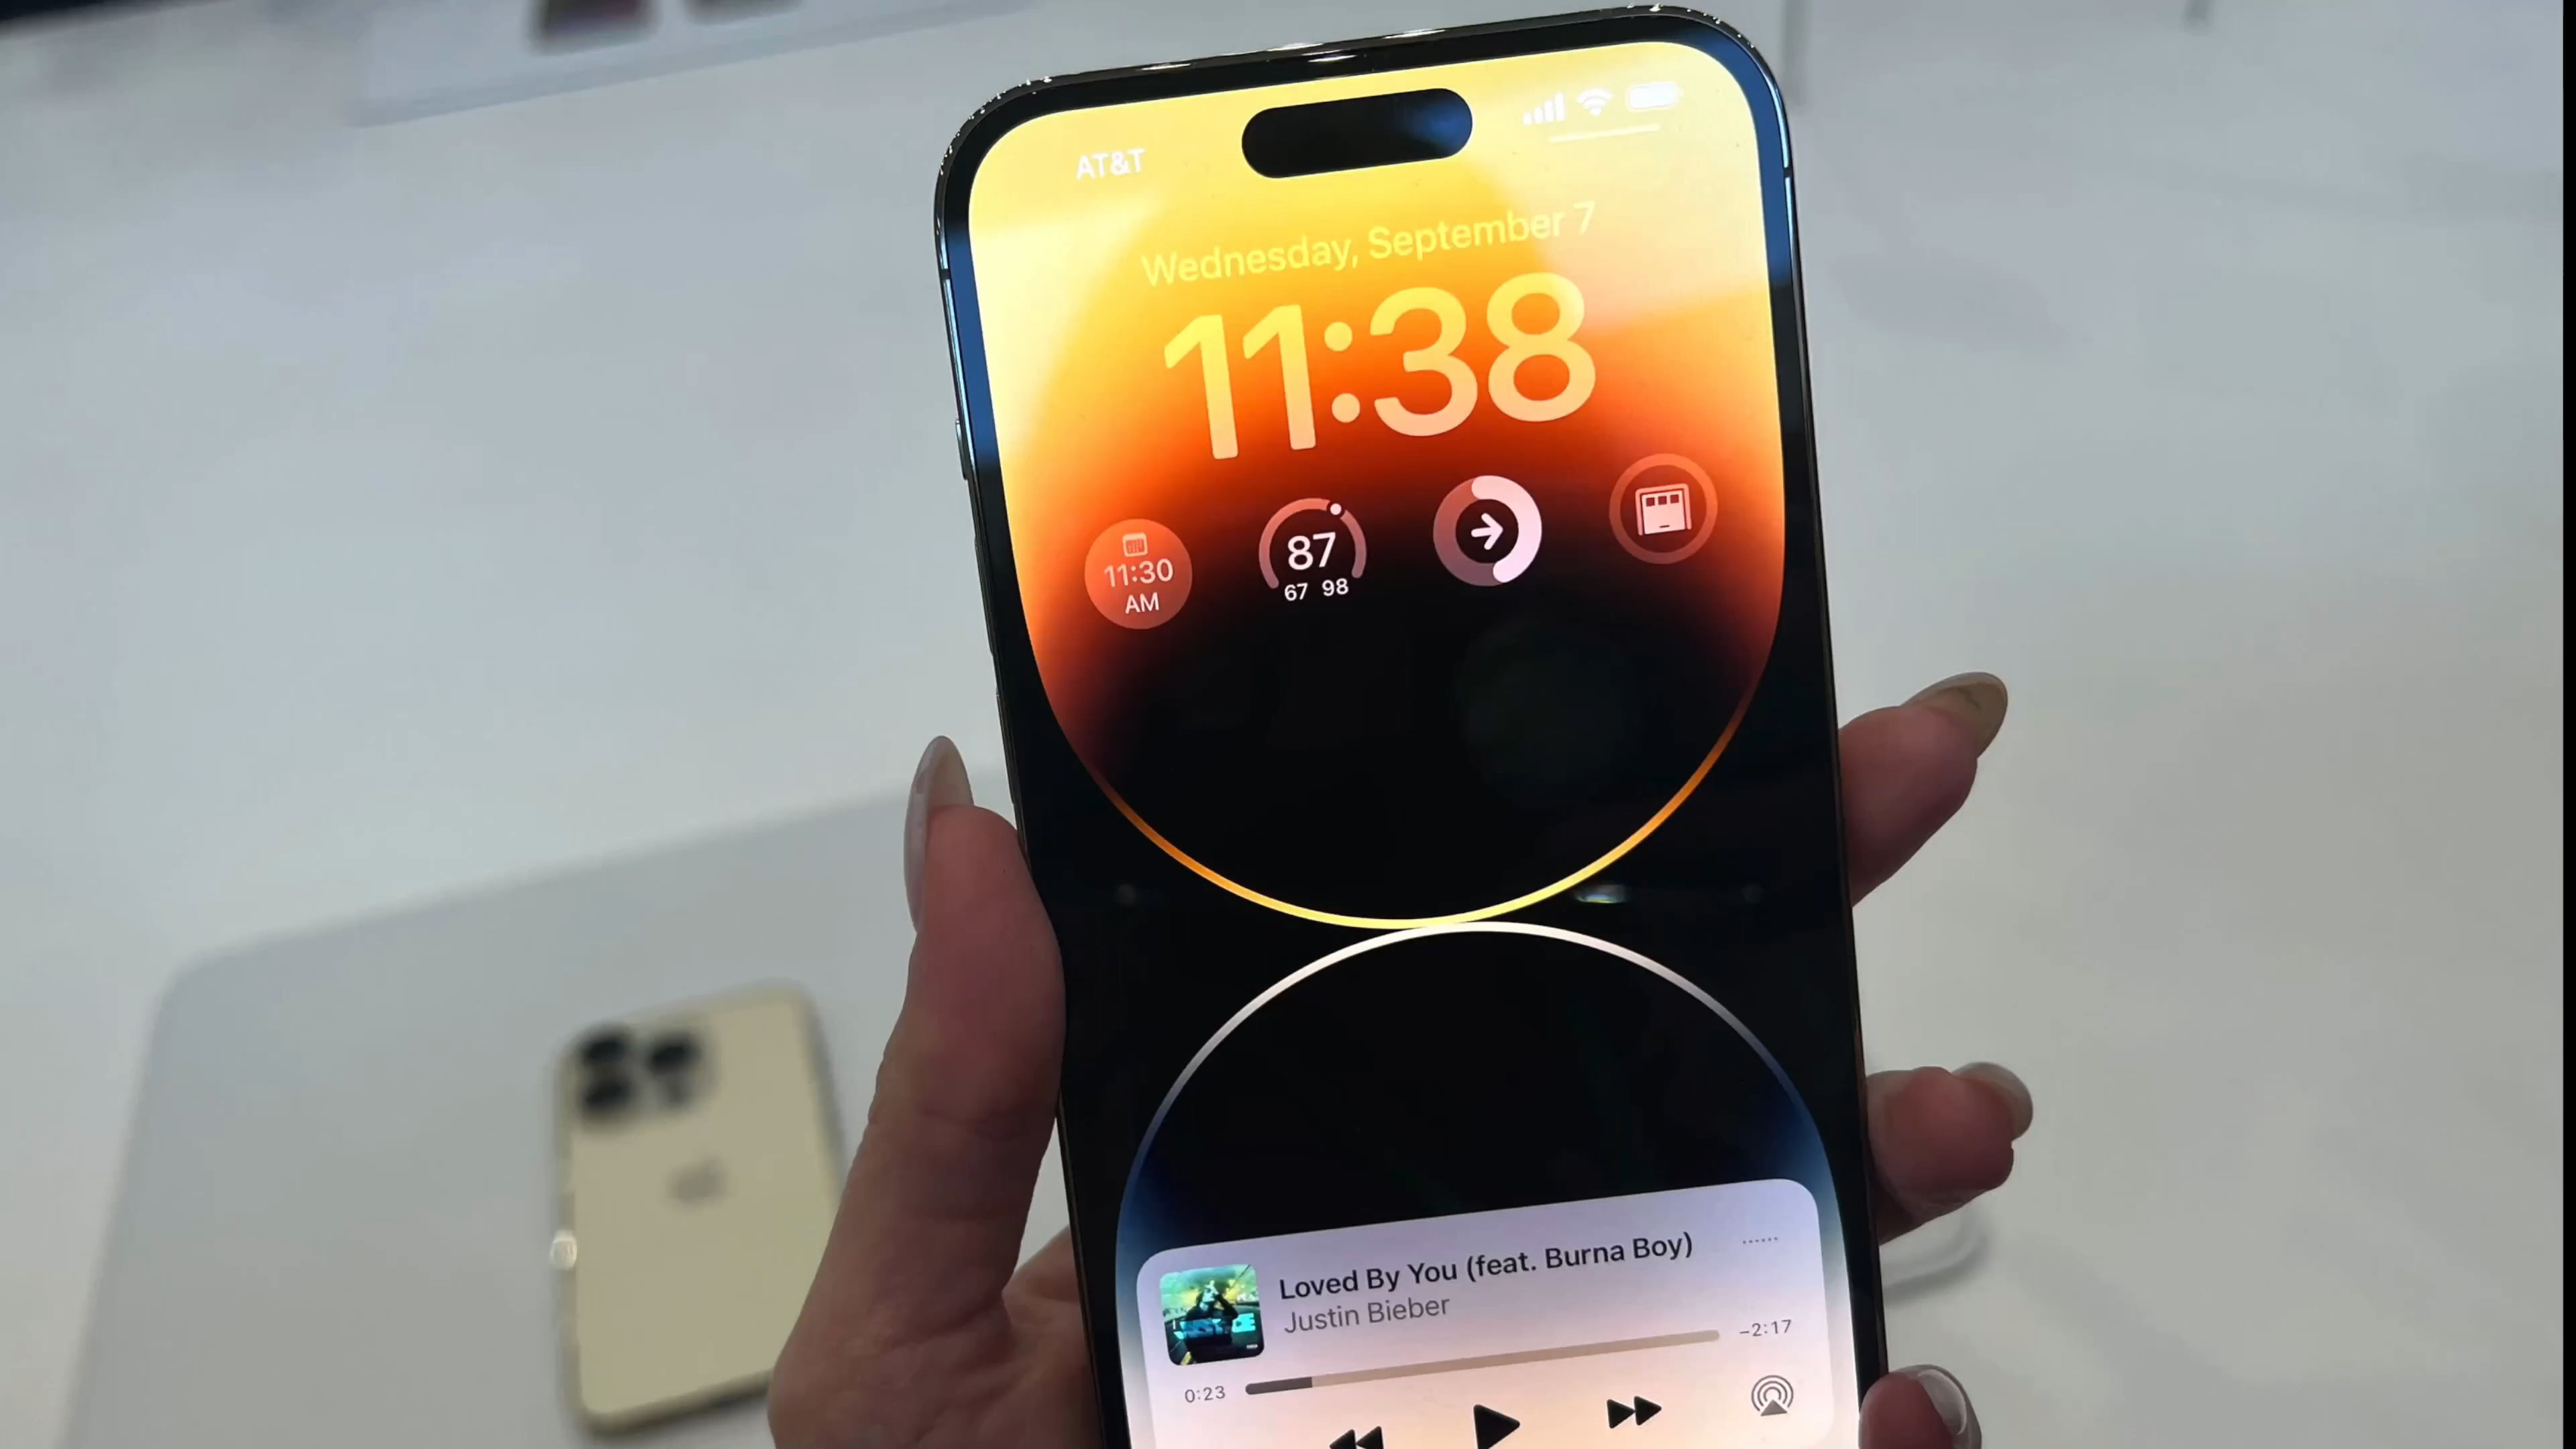 AT&T
Wednesday, September 7
11:38
11:30
AM
87
67 98
Loved By You (feat. Burna Boy)
Justin Bieber
0:23
-2:17